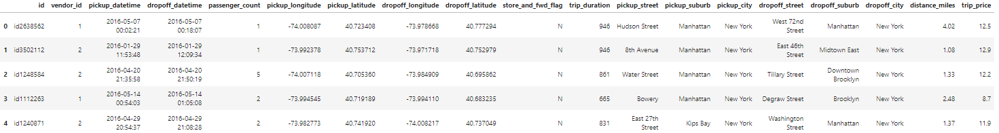 id vendor_id pickup_datetime dropoff_datetime passenger_count pickup_longitude pickup_latitude dropoff_longitude dropoff_latitude store_and_fwd_flag trip_duration pickup_street pickup_suburb pickup_city dropoff_street dropoff_suburb dropoff_city distance_miles trip_price
0 id2638562 1 2016-05-07 00:02:21 2016-05-07 00:18:07 1 -74.008087 40.723408 -73.978668 40.777294 N 946 Hudson Street Manhattan New York West 72nd Street Manhattan New York 4.02 12.5
1 id3502112 2 2016-01-29 11:53:48 2016-01-29 12:09:34 1 -73.992378 40.753712 -73.971718 40.752979 N 946 8th Avenue Manhattan New York East 46th Street Midtown East New York 1.08 12.9
2 id1248584 2 2016-04-20 21:35:58 2016-04-20 21:50:19 5 -74.007118 40.705360 -73.984909 40.695862 N 861 Water Street Manhattan New York Tillary Street Downtown Brooklyn New York 1.33 12.2
3 id1112263 1 2016-05-14 00:54:03 2016-05-14 01:05:08 2 -73.994545 40.719189 -73.994110 40.683235 N 665 Bowery Manhattan New York Degraw Street Brooklyn New York 2.48 8.7
4 id1240871 2 2016-04-29 20:54:37 2016-04-29 21:08:28 2 -73.982773 40.741920 -74.008217 40.737049 N 831 East 27th Street Kips Bay New York Washington Street Manhattan New York 1.37 11.9